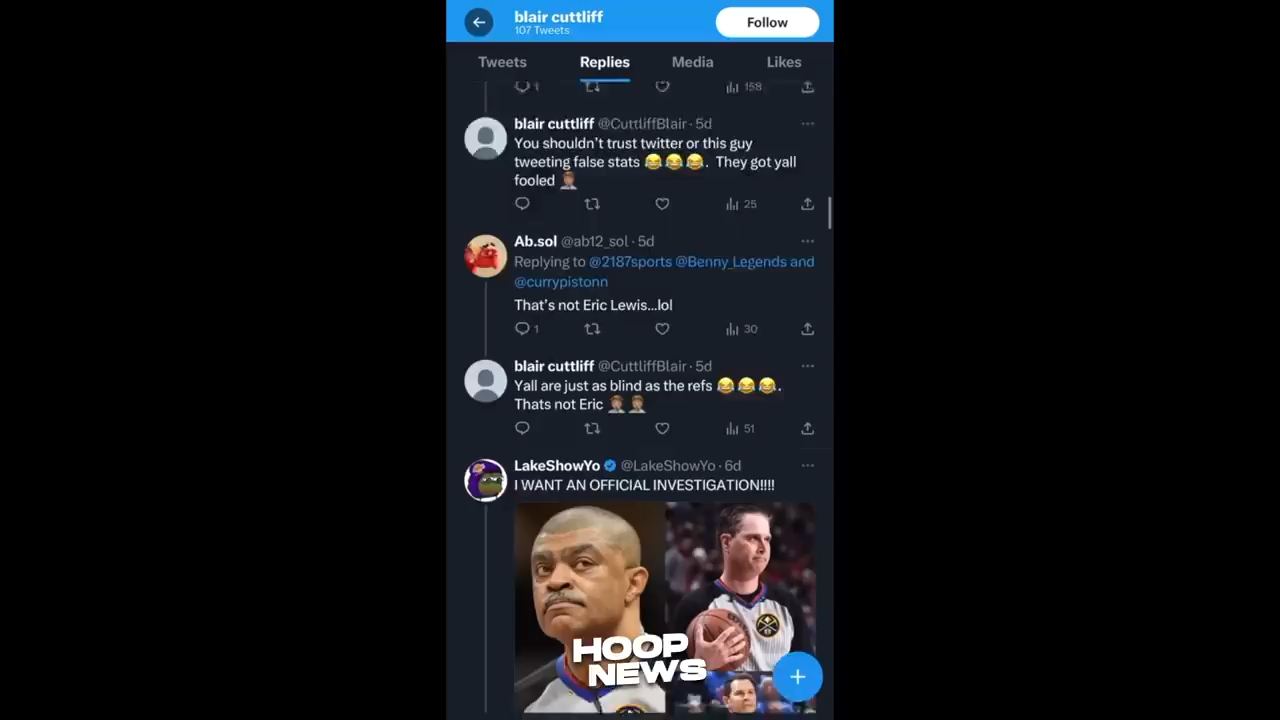 blair cuttliff
107 Tweets
Follow
Tweets
Replies
Media
Likes
1
158
blair cuttliff @CuttliffBlair · 5d
You shouldn't trust twitter or this guy
tweeting false stats 😂😂😂. They got yall
fooled 🤦🏽‍♂️
25
Ab.sol @ab12_sol · 5d
Replying to @2187sports @Benny_Legends and
@currypistonn
That's not Eric Lewis...lol
1
30
blair cuttliff @CuttliffBlair · 5d
Yall are just as blind as the refs 😂😂😂.
Thats not Eric 🤦🏽‍♂️🤦🏽‍♂️
51
LakeShowYo @LakeShowYo · 6d
I WANT AN OFFICIAL INVESTIGATION!!!!
HOOP
NEWS